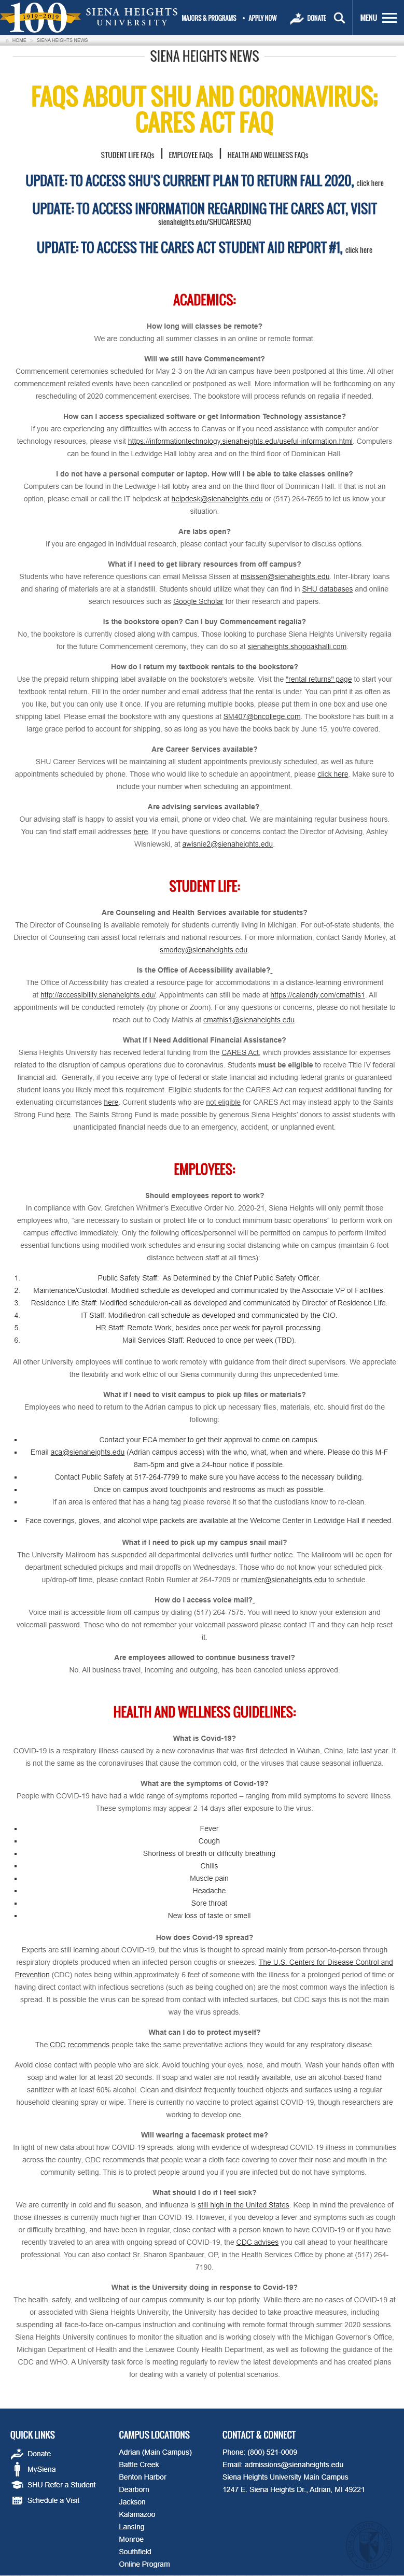 100
1919-2019
SIENA HEIGHTS
UNIVERSITY
MAJORS & PROGRAMS • APPLY NOW
DONATE
MENU
HOME
SIENA HEIGHTS NEWS
SIENA HEIGHTS NEWS
FAQS ABOUT SHU AND CORONAVIRUS;
CARES ACT FAQ
STUDENT LIFE FAQs | EMPLOYEE FAQs | HEALTH AND WELLNESS FAQs
UPDATE: TO ACCESS SHU'S CURRENT PLAN TO RETURN FALL 2020, click here
UPDATE: TO ACCESS INFORMATION REGARDING THE CARES ACT, VISIT
sienaheights.edu/SHUCARESFAQ
UPDATE: TO ACCESS THE CARES ACT STUDENT AID REPORT #1, click here
ACADEMICS:
How long will classes be remote?
We are conducting all summer classes in an online or remote format.
Will we still have Commencement?
Commencement ceremonies scheduled for May 2-3 on the Adrian campus have been postponed at this time. All other
commencement related events have been cancelled or postponed as well. More information will be forthcoming on any
rescheduling of 2020 commencement exercises. The bookstore will process refunds on regalia if needed.
How can I access specialized software or get Information Technology assistance?
If you are experiencing any difficulties with access to Canvas or if you need assistance with computer and/or
technology resources, please visit https://informationtechnology.sienaheights.edu/useful-information.html. Computers
can be found in the Ledwidge Hall lobby area and on the third floor of Dominican Hall.
I do not have a personal computer or laptop. How will I be able to take classes online?
Computers can be found in the Ledwidge Hall lobby area and on the third floor of Dominican Hall. If that is not an
option, please email or call the IT helpdesk at helpdesk@sienaheights.edu or (517) 264-7655 to let us know your
situation.
Are labs open?
If you are engaged in individual research, please contact your faculty supervisor to discuss options.
What if I need to get library resources from off campus?
Students who have reference questions can email Melissa Sissen at msissen@sienaheights.edu. Inter-library loans
and sharing of materials are at a standstill. Students should utilize what they can find in SHU databases and online
search resources such as Google Scholar for their research and papers.
Is the bookstore open? Can I buy Commencement regalia?
No, the bookstore is currently closed along with campus. Those looking to purchase Siena Heights University regalia
for the future Commencement ceremony, they can do so at sienaheights.shopoakhalli.com.
How do I return my textbook rentals to the bookstore?
Use the prepaid return shipping label available on the bookstore's website. Visit the "rental returns" page to start your
textbook rental return. Fill in the order number and email address that the rental is under. You can print it as often as
you like, but you can only use it once. If you are returning multiple books, please put them in one box and use one
shipping label. Please email the bookstore with any questions at SM407@bncollege.com. The bookstore has built in a
large grace period to account for shipping, so as long as you have the books back by June 15, you're covered.
Are Career Services available?
SHU Career Services will be maintaining all student appointments previously scheduled, as well as future
appointments scheduled by phone. Those who would like to schedule an appointment, please click here. Make sure to
include your number when scheduling an appointment.
Are advising services available?
Our advising staff is happy to assist you via email, phone or video chat. We are maintaining regular business hours.
You can find staff email addresses here. If you have questions or concerns contact the Director of Advising, Ashley
Wisniewski, at awisnie2@sienaheights.edu.
STUDENT LIFE:
Are Counseling and Health Services available for students?
The Director of Counseling is available remotely for students currently living in Michigan. For out-of-state students, the
Director of Counseling can assist local referrals and national resources. For more information, contact Sandy Morley, at
smorley@sienaheights.edu.
Is the Office of Accessibility available?
The Office of Accessibility has created a resource page for accommodations in a distance-learning environment
at http://accessibility.sienaheights.edu/. Appointments can still be made at https://calendly.com/cmathis1. All
appointments will be conducted remotely (by phone or Zoom). For any questions or concerns, please do not hesitate to
reach out to Cody Mathis at cmathis1@sienaheights.edu.
What If I Need Additional Financial Assistance?
Siena Heights University has received federal funding from the CARES Act, which provides assistance for expenses
related to the disruption of campus operations due to coronavirus. Students must be eligible to receive Title IV federal
financial aid.  Generally, if you receive any type of federal or state financial aid including federal grants or guaranteed
student loans you likely meet this requirement. Eligible students for the CARES Act can request additional funding for
extenuating circumstances here. Current students who are not eligible for CARES Act may instead apply to the Saints
Strong Fund here. The Saints Strong Fund is made possible by generous Siena Heights' donors to assist students with
unanticipated financial needs due to an emergency, accident, or unplanned event.
EMPLOYEES:
Should employees report to work?
In compliance with Gov. Gretchen Whitmer's Executive Order No. 2020-21, Siena Heights will only permit those
employees who, "are necessary to sustain or protect life or to conduct minimum basic operations" to perform work on
campus effective immediately. Only the following offices/personnel will be permitted on campus to perform limited
essential functions using modified work schedules and ensuring social distancing while on campus (maintain 6-foot
distance between staff at all times):
1. Public Safety Staff:  As Determined by the Chief Public Safety Officer.
2. Maintenance/Custodial: Modified schedule as developed and communicated by the Associate VP of Facilities.
3. Residence Life Staff: Modified schedule/on-call as developed and communicated by Director of Residence Life.
4. IT Staff: Modified/on-call schedule as developed and communicated by the CIO.
5. HR Staff: Remote Work, besides once per week for payroll processing.
6. Mail Services Staff: Reduced to once per week (TBD).
All other University employees will continue to work remotely with guidance from their direct supervisors. We appreciate
the flexibility and work ethic of our Siena community during this unprecedented time.
What if I need to visit campus to pick up files or materials?
Employees who need to return to the Adrian campus to pick up necessary files, materials, etc. should first do the
following:
• Contact your ECA member to get their approval to come on campus.
• Email aca@sienaheights.edu (Adrian campus access) with the who, what, when and where. Please do this M-F
8am-5pm and give a 24-hour notice if possible.
• Contact Public Safety at 517-264-7799 to make sure you have access to the necessary building.
• Once on campus avoid touchpoints and restrooms as much as possible.
• If an area is entered that has a hang tag please reverse it so that the custodians know to re-clean.
• Face coverings, gloves, and alcohol wipe packets are available at the Welcome Center in Ledwidge Hall if needed.
What if I need to pick up my campus snail mail?
The University Mailroom has suspended all departmental deliveries until further notice. The Mailroom will be open for
department scheduled pickups and mail dropoffs on Wednesdays. Those who do not know your scheduled pick-
up/drop-off time, please contact Robin Rumler at 264-7209 or rrumler@sienaheights.edu to schedule.
How do I access voice mail?
Voice mail is accessible from off-campus by dialing (517) 264-7575. You will need to know your extension and
voicemail password. Those who do not remember your voicemail password please contact IT and they can help reset
it.
Are employees allowed to continue business travel?
No. All business travel, incoming and outgoing, has been canceled unless approved.
HEALTH AND WELLNESS GUIDELINES:
What is Covid-19?
COVID-19 is a respiratory illness caused by a new coronavirus that was first detected in Wuhan, China, late last year. It
is not the same as the coronaviruses that cause the common cold, or the viruses that cause seasonal influenza.
What are the symptoms of Covid-19?
People with COVID-19 have had a wide range of symptoms reported – ranging from mild symptoms to severe illness.
These symptoms may appear 2-14 days after exposure to the virus:
• Fever
• Cough
• Shortness of breath or difficulty breathing
• Chills
• Muscle pain
• Headache
• Sore throat
• New loss of taste or smell
How does Covid-19 spread?
Experts are still learning about COVID-19, but the virus is thought to spread mainly from person-to-person through
respiratory droplets produced when an infected person coughs or sneezes. The U.S. Centers for Disease Control and
Prevention (CDC) notes being within approximately 6 feet of someone with the illness for a prolonged period of time or
having direct contact with infectious secretions (such as being coughed on) are the most common ways the infection is
spread. It is possible the virus can be spread from contact with infected surfaces, but CDC says this is not the main
way the virus spreads.
What can I do to protect myself?
The CDC recommends people take the same preventative actions they would for any respiratory disease.
Avoid close contact with people who are sick. Avoid touching your eyes, nose, and mouth. Wash your hands often with
soap and water for at least 20 seconds. If soap and water are not readily available, use an alcohol-based hand
sanitizer with at least 60% alcohol. Clean and disinfect frequently touched objects and surfaces using a regular
household cleaning spray or wipe. There is currently no vaccine to protect against COVID-19, though researchers are
working to develop one.
Will wearing a facemask protect me?
In light of new data about how COVID-19 spreads, along with evidence of widespread COVID-19 illness in communities
across the country, CDC recommends that people wear a cloth face covering to cover their nose and mouth in the
community setting. This is to protect people around you if you are infected but do not have symptoms.
What should I do if I feel sick?
We are currently in cold and flu season, and influenza is still high in the United States. Keep in mind the prevalence of
those illnesses is currently much higher than COVID-19. However, if you develop a fever and symptoms such as cough
or difficulty breathing, and have been in regular, close contact with a person known to have COVID-19 or if you have
recently traveled to an area with ongoing spread of COVID-19, the CDC advises you call ahead to your healthcare
professional. You can also contact Sr. Sharon Spanbauer, OP, in the Health Services Office by phone at (517) 264-
7190.
What is the University doing in response to Covid-19?
The health, safety, and wellbeing of our campus community is our top priority. While there are no cases of COVID-19 at
or associated with Siena Heights University, the University has decided to take proactive measures, including
suspending all face-to-face on-campus instruction and continuing with remote format through summer 2020 sessions.
Siena Heights University continues to monitor the situation and is working closely with the Michigan Governor's Office,
Michigan Department of Health and the Lenawee County Health Department, as well as following the guidance of the
CDC and WHO. A University task force is meeting regularly to review the latest developments and has created plans
for dealing with a variety of potential scenarios.
QUICK LINKS
Donate
MySiena
SHU Refer a Student
Schedule a Visit
CAMPUS LOCATIONS
Adrian (Main Campus)
Battle Creek
Benton Harbor
Dearborn
Jackson
Kalamazoo
Lansing
Monroe
Southfield
Online Program
CONTACT & CONNECT
Phone: (800) 521-0009
Email: admissions@sienaheights.edu
Siena Heights University Main Campus
1247 E. Siena Heights Dr., Adrian, MI 49221